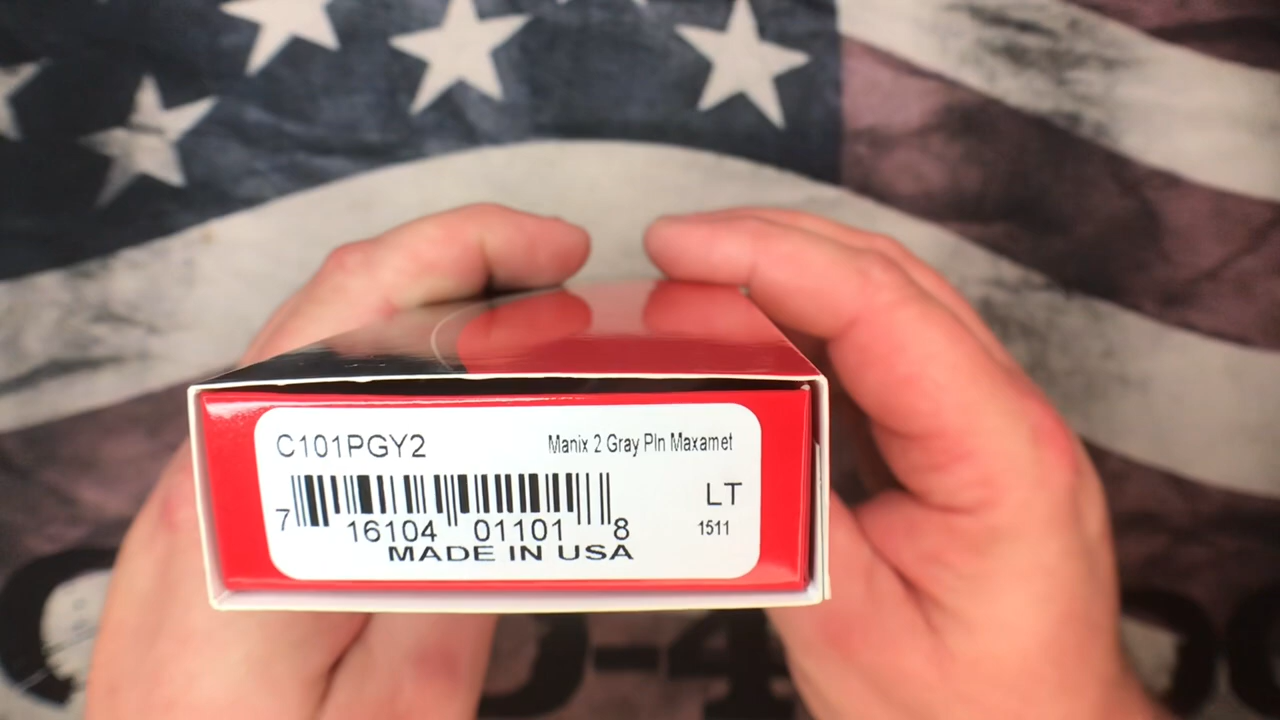 C101PGY2
Manix 2 Gray Pln Maxamet
LT
7 16104 01101 8
1511
MADE IN USA